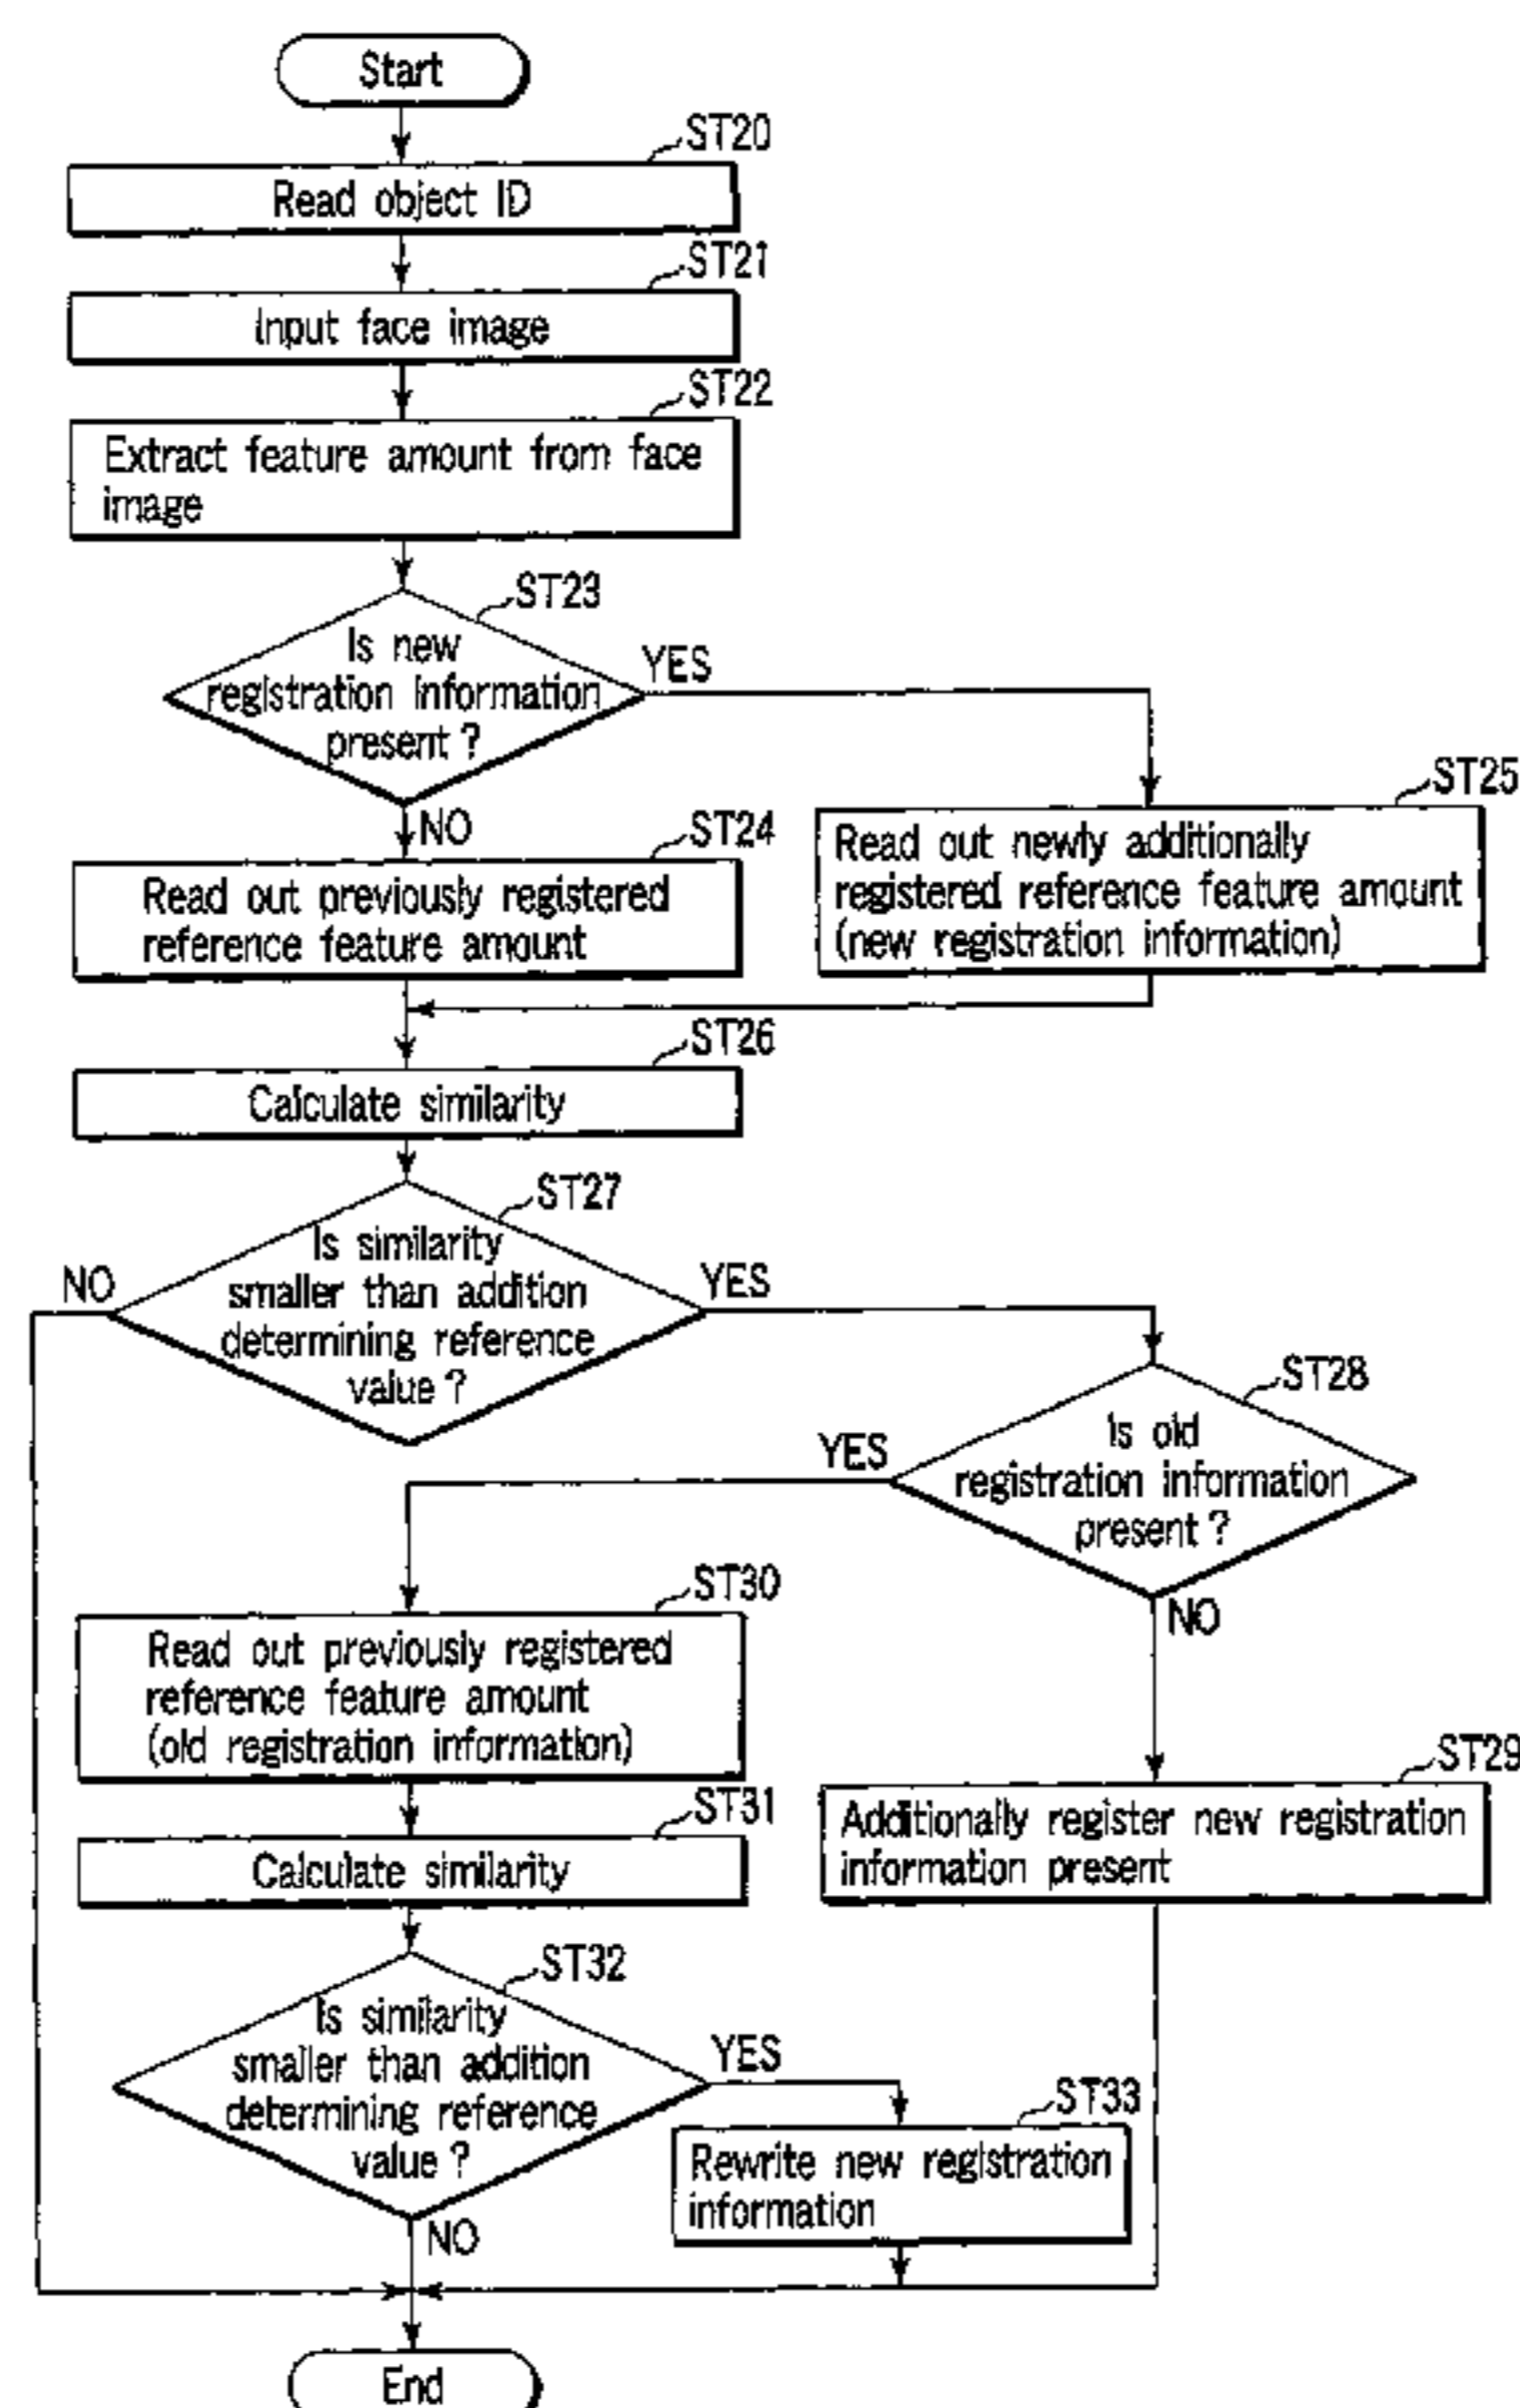 Start
ST20
Read object ID
ST21
Input face image
ST22
Extract feature amount from face
image
ST23
Is new
registration information
present?
YES
NO
ST24
Read out previously registered
reference feature amount
ST25
Read out newly additionally
registered reference feature amount
(new registration information)
ST26
Calculate similarity
ST27
Is similarity
smaller than addition
determining reference
value?
NO
YES
ST28
Is old
registration information
present?
YES
NO
ST30
Read out previously registered
reference feature amount
(old registration information)
ST29
Additionally register new registration
information present
ST31
Calculate similarity
ST32
Is similarity
smaller than addition
determining reference
value?
YES
NO
ST33
Rewrite new registration
information
End